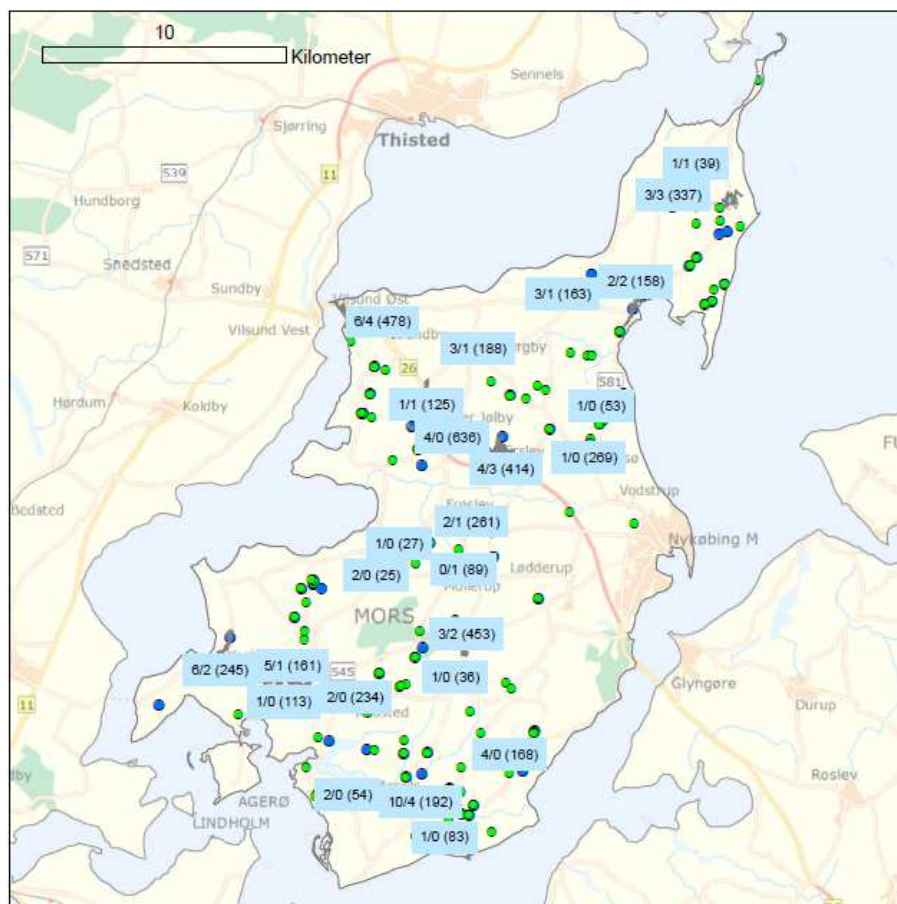 10
Kilometer
Sennels
Sjørring
Thisted
539
11
Hundborg
1/1 (39)
3/3 (337)
571
Snedsted
Sundby
2/2 (158)
3/1 (163)
Vilsund Øst
Vilsund Vest
6/4 (478)
3/1 (188)
26
581
Hørdum
Koldby
1/1 (125)
1/0 (53)
er Jølby
4/0 (636)
4/3 (414)
1/0 (269)
Vodstrup
Bedsted
2/1 (261)
Nykøbing M
1/0 (27)
2/0 (25)
0/1 (89)
Lødderup
MORS
3/2 (453)
6/2 (245)
5/1 (161)
545
1/0 (36)
Glyngøre
11
1/0 (113)
2/0 (234)
Durup
4/0 (168)
Roslev
2/0 (54)
10/4 (192)
AGERØ
LINDHOLM
1/0 (83)